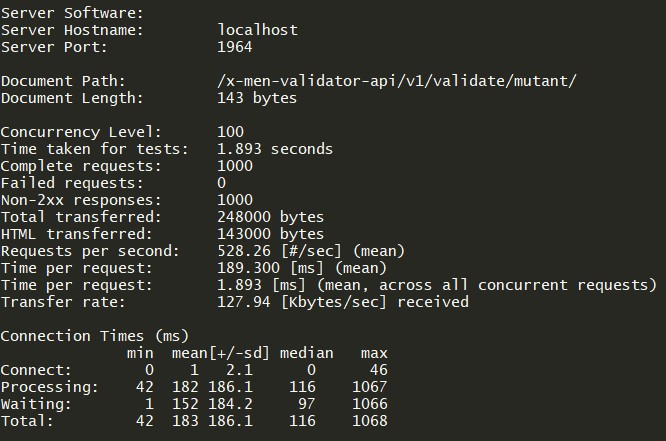 Server Software:
Server Hostname: localhost
Server Port: 1964
Document Path: /x-men-validator-api/v1/validate/mutant/
Document Length: 143 bytes
Concurrency Level: 100
Time taken for tests: 1.893 seconds
Complete requests: 1000
Failed requests: 0
Non-2xx responses: 1000
Total transferred: 248000 bytes
HTML transferred: 143000 bytes
Requests per second: 528.26 [#/sec] (mean)
Time per request: 189.300 [ms] (mean)
Time per request: 1.893 [ms] (mean, across all concurrent requests)
Transfer rate: 127.94 [Kbytes/sec] received
Connection Times (ms)
min mean[+/-sd] median max
Connect: 0 1 2.1 0 46
Processing: 42 182 186.1 116 1067
Waiting: 1 152 184.2 97 1066
Total: 42 183 186.1 116 1068